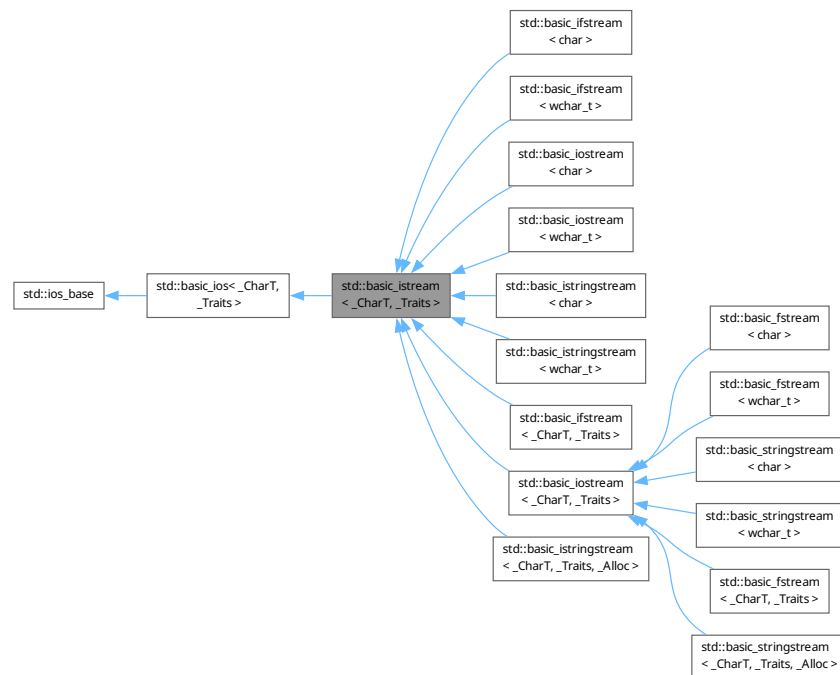 std::ios_base
std::basic_ios< _CharT,
_Traits >
std::basic_istream
< _CharT, _Traits >
std::basic_ifstream
< char >
std::basic_ifstream
< wchar_t >
std::basic_iostream
< char >
std::basic_iostream
< wchar_t >
std::basic_istringstream
< char >
std::basic_istringstream
< wchar_t >
std::basic_ifstream
< _CharT, _Traits >
std::basic_iostream
< _CharT, _Traits >
std::basic_istringstream
< _CharT, _Traits, _Alloc >
std::basic_fstream
< char >
std::basic_fstream
< wchar_t >
std::basic_stringstream
< char >
std::basic_stringstream
< wchar_t >
std::basic_fstream
< _CharT, _Traits >
std::basic_stringstream
< _CharT, _Traits, _Alloc >